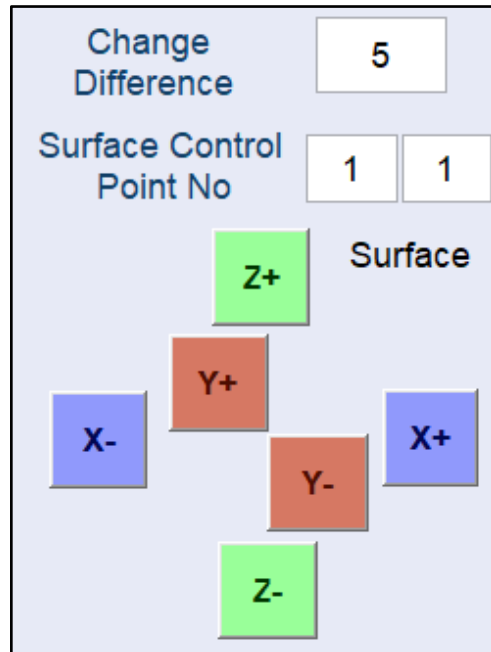 Change
Difference
5
Surface Control
Point No
1 1
Surface
Z+
Y+
X-
X+
Y-
Z-